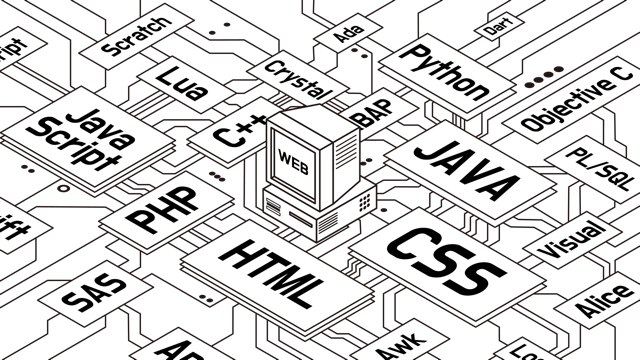 Scratch
Ada
Dart
Lua
Crystal
Python
Objective C
Java
Script
C++
WEB
JAVA
PL/SQL
PHP
HTML
CSS
Visual
SAS
Alice
Awk